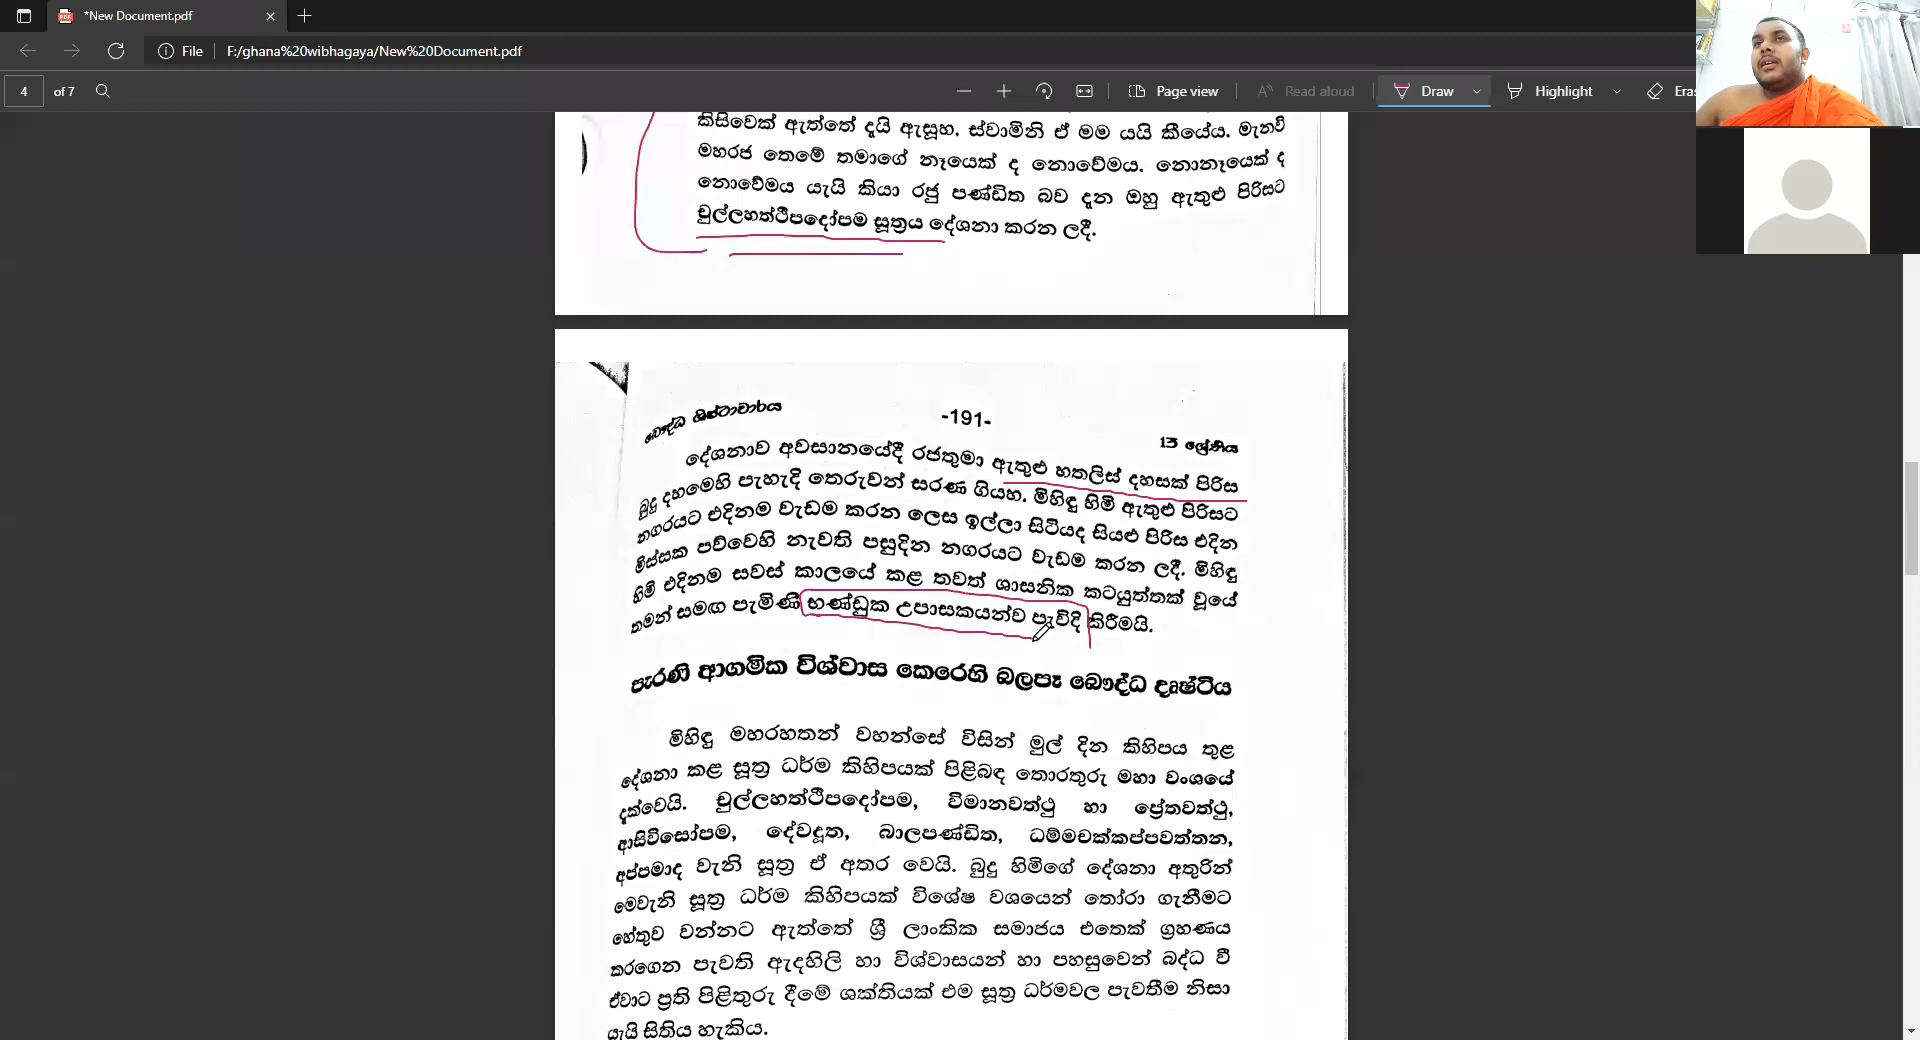 *New Document.pdf
File
F:/ghana%20wibhagaya/New%20Document.pdf
4 of 7
Page view
Read aloud
Draw
Highlight
Eras
කිසිවෙක් ඇත්තේ දැයි ඇසූහ. ස්වාමිනි ඒ මම යයි කීයේය. මැනවි
මහරජ තෙමේ තමාගේ නෑයෙක් ද නොවේමය. නොනෑයෙක් ද
නොවේමය යැයි කියා රජු පණ්ඩිත බව දැන ඔහු ඇතුළු පිරිසට
චුල්ලහත්ථිපදෝපම සූත්‍රය දේශනා කරන ලදී.
බෞද්ධ ශිෂ්ටාචාරය
-191-
13 ශ්‍රේණිය
දේශනාව අවසානයේදී රජතුමා ඇතුළු හතලිස් දහසක් පිරිස
බුදු දහමෙහි පැහැදි තෙරුවන් සරණ ගියහ. මිහිඳු හිමි ඇතුළු පිරිසට
නගරයට එදිනම වැඩම කරන ලෙස ඉල්ලා සිටියද සියළු පිරිස එදින
මිස්සක පව්වෙහි නැවතී පසුදින නගරයට වැඩම කරන ලදී. මිහිඳු
හිමි එදිනම සවස් කාලයේ කළ තවත් ශාසනික කටයුත්තක් වූයේ
තමන් සමඟ පැමිණි භණ්ඩුක උපාසකයන්ව පැවිදි කිරීමයි.
පැරණි ආගමික විශ්වාස කෙරෙහි බලපෑ බෞද්ධ දෘෂ්ටිය
මිහිඳු මහරහතන් වහන්සේ විසින් මුල් දින කිහිපය තුළ
දේශනා කළ සූත්‍ර ධර්ම කිහිපයක් පිළිබඳ තොරතුරු මහා වංශයේ
දැක්වෙයි. චුල්ලහත්ථිපදෝපම, විමානවත්ථු හා ප්‍රේතවත්ථු,
ආසිවිසෝපම, දේවදූත, බාලපණ්ඩිත, ධම්මචක්කප්පවත්තන,
අප්පමාද වැනි සූත්‍ර ඒ අතර වෙයි. බුදු හිමිගේ දේශනා අතුරින්
මෙවැනි සූත්‍ර ධර්ම කිහිපයක් විශේෂ වශයෙන් තෝරා ගැනීමට
හේතුව වන්නට ඇත්තේ ශ්‍රී ලාංකික සමාජය එතෙක් ග්‍රහණය
කරගෙන පැවති ඇදහිලි හා විශ්වාසයන් හා පහසුවෙන් බද්ධ වී
ඒවාට ප්‍රති පිළිතුරු දීමේ ශක්තියක් එම සූත්‍ර ධර්මවල පැවතීම නිසා
යැයි සිතිය හැකිය.